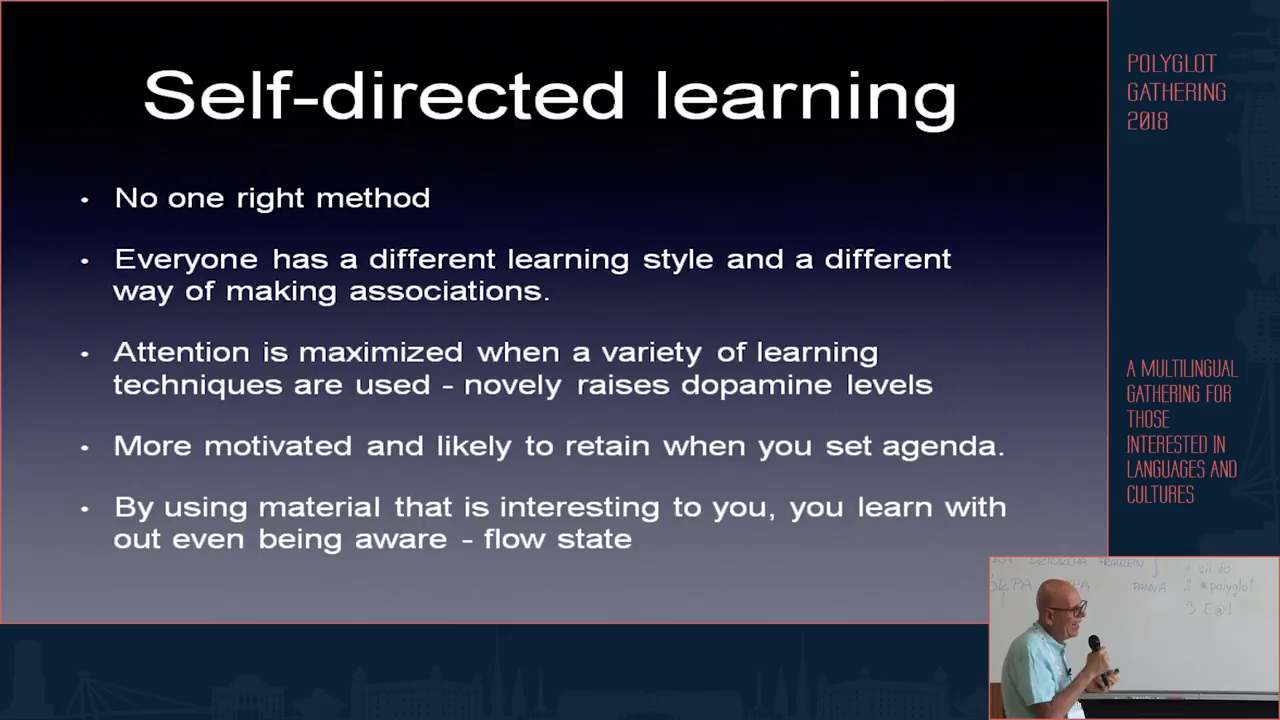 Self-directed learning
• No one right method
• Everyone has a different learning style and a different
way of making associations.
• Attention is maximized when a variety of learning
techniques are used - novely raises dopamine levels
• More motivated and likely to retain when you set agenda.
• By using material that is interesting to you, you learn with
out even being aware - flow state
POLYGLOT
GATHERING
2018
A MULTILINGUAL
GATHERING FOR
THOSE
INTERESTED IN
LANGUAGES AND
CULTURES
PANNA
2 *polyglot